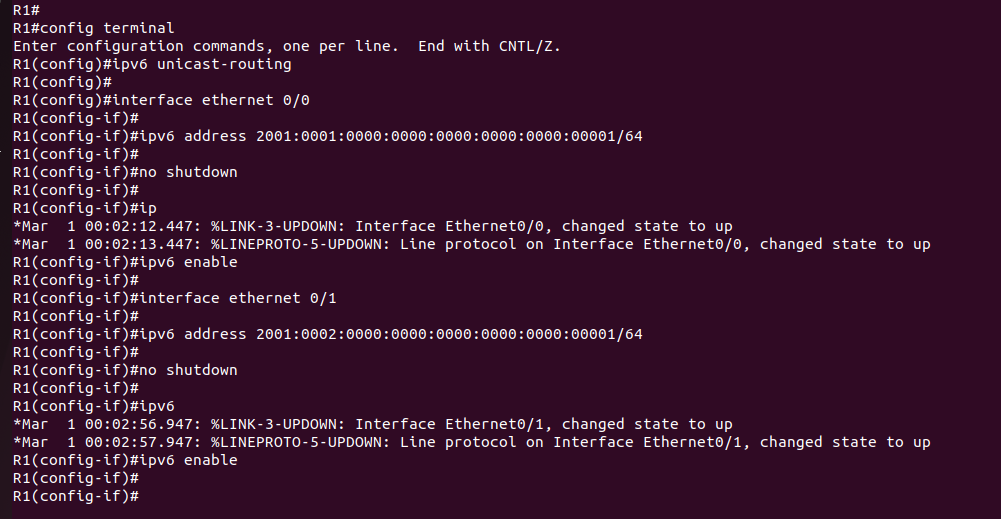 R1#
R1#config terminal
Enter configuration commands, one per line.  End with CNTL/Z.
R1(config)#ipv6 unicast-routing
R1(config)#
R1(config)#interface ethernet 0/0
R1(config-if)#
R1(config-if)#ipv6 address 2001:0001:0000:0000:0000:0000:0000:00001/64
R1(config-if)#
R1(config-if)#no shutdown
R1(config-if)#
R1(config-if)#ip
*Mar  1 00:02:12.447: %LINK-3-UPDOWN: Interface Ethernet0/0, changed state to up
*Mar  1 00:02:13.447: %LINEPROTO-5-UPDOWN: Line protocol on Interface Ethernet0/0, changed state to up
R1(config-if)#ipv6 enable
R1(config-if)#
R1(config-if)#interface ethernet 0/1
R1(config-if)#
R1(config-if)#ipv6 address 2001:0002:0000:0000:0000:0000:0000:00001/64
R1(config-if)#
R1(config-if)#no shutdown
R1(config-if)#
R1(config-if)#ipv6
*Mar  1 00:02:56.947: %LINK-3-UPDOWN: Interface Ethernet0/1, changed state to up
*Mar  1 00:02:57.947: %LINEPROTO-5-UPDOWN: Line protocol on Interface Ethernet0/1, changed state to up
R1(config-if)#ipv6 enable
R1(config-if)#
R1(config-if)#